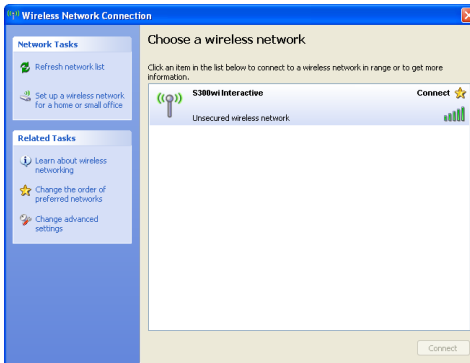 Wireless Network Connection
Network Tasks
Refresh network list
Set up a wireless network
for a home or small office
Related Tasks
Learn about wireless
networking
Change the order of
preferred networks
Change advanced
settings
Choose a wireless network
Click an item in the list below to connect to a wireless network in range or to get more
information.
S300wi Interactive Connect
Unsecured wireless network
Connect